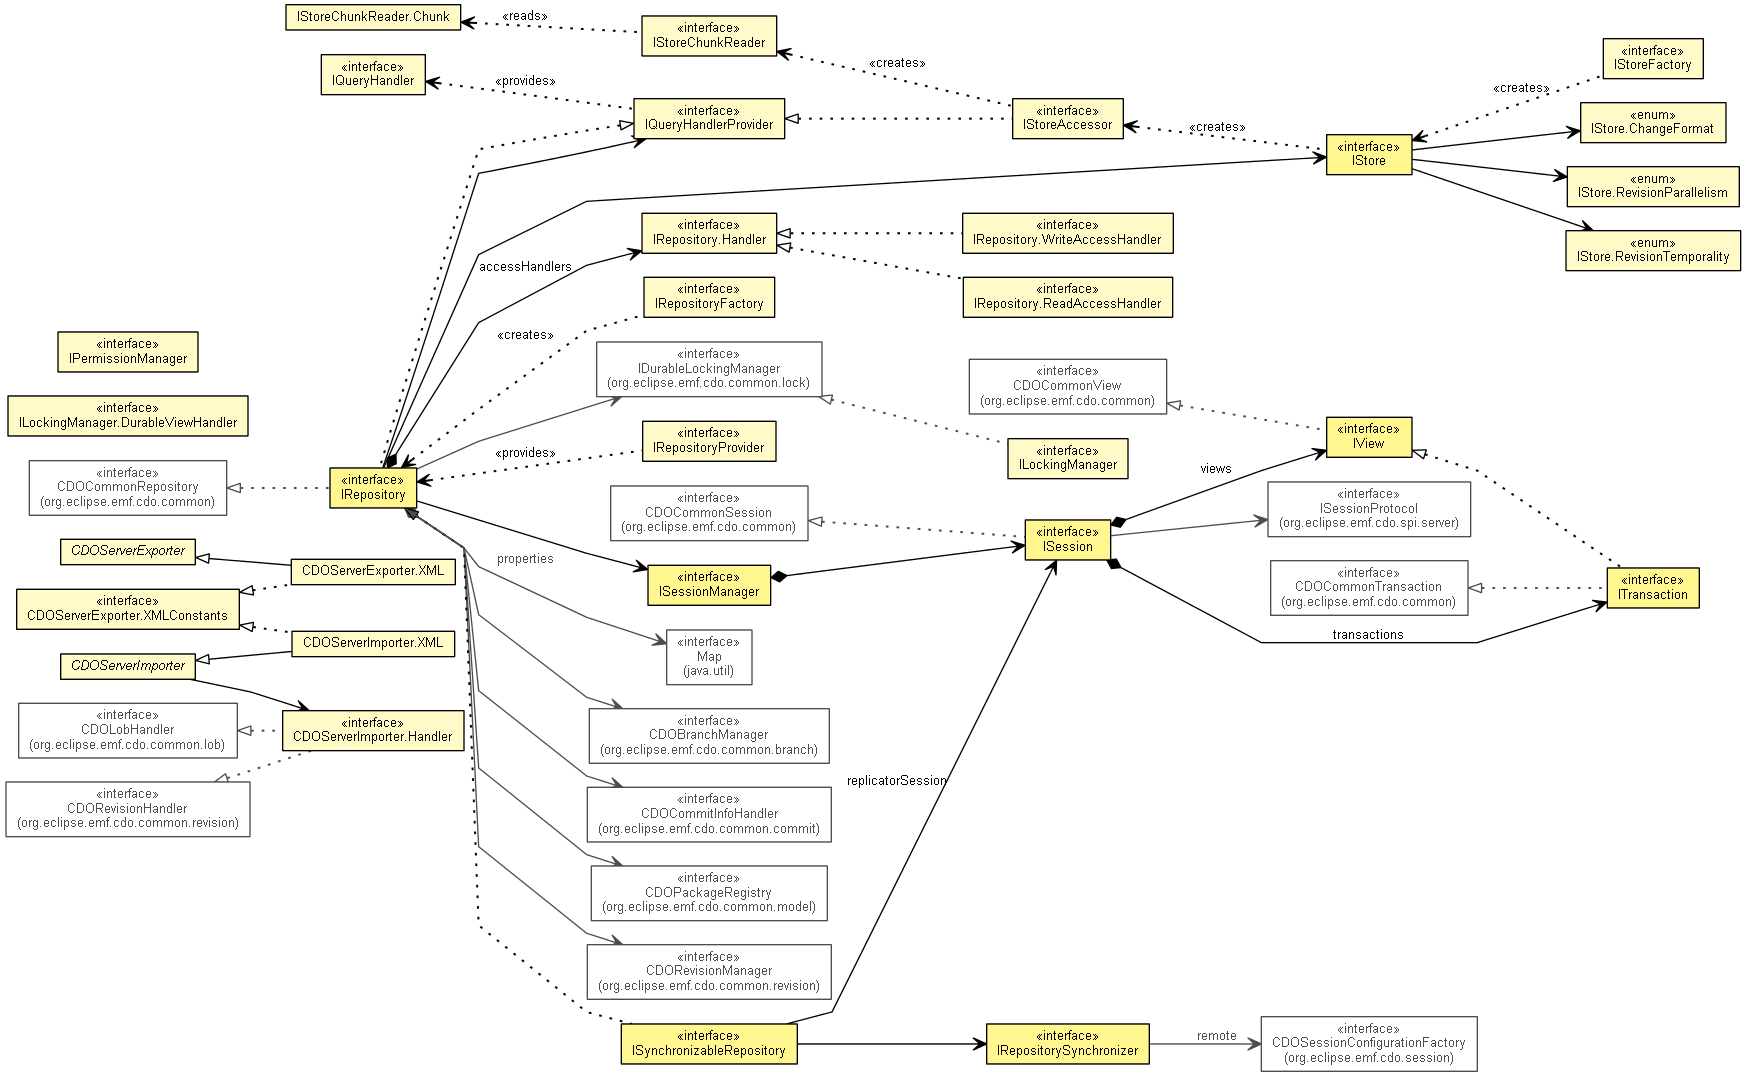 IStoreChunkReader.Chunk
«reads»
«interface»
IStoreChunkReader
«interface»
IQueryHandler
«provides»
«interface»
IQueryHandlerProvider
«creates»
«interface»
IStoreAccessor
«creates»
«interface»
IStore
«creates»
«interface»
IStoreFactory
«enum»
IStore.ChangeFormat
«enum»
IStore.RevisionParallelism
«enum»
IStore.RevisionTemporality
«interface»
IRepository.Handler
accessHandlers
«interface»
IRepository.WriteAccessHandler
«interface»
IRepository.ReadAccessHandler
«interface»
IRepositoryFactory
«creates»
«interface»
IPermissionManager
«interface»
IDurableLockingManager
(org.eclipse.emf.cdo.common.lock)
«interface»
CDOCommonView
(org.eclipse.emf.cdo.common)
«interface»
ILockingManager.DurableViewHandler
«interface»
IRepositoryProvider
«provides»
«interface»
ILockingManager
«interface»
IView
views
«interface»
CDOCommonRepository
(org.eclipse.emf.cdo.common)
«interface»
IRepository
«interface»
CDOCommonSession
(org.eclipse.emf.cdo.common)
«interface»
ISession
«interface»
ISessionProtocol
(org.eclipse.emf.cdo.spi.server)
CDOServerExporter
CDOServerExporter.XML
properties
«interface»
ISessionManager
«interface»
CDOCommonTransaction
(org.eclipse.emf.cdo.common)
«interface»
ITransaction
transactions
«interface»
CDOServerExporter.XMLConstants
CDOServerImporter.XML
CDOServerImporter
«interface»
Map
(java.util)
«interface»
CDOLobHandler
(org.eclipse.emf.cdo.common.lob)
«interface»
CDOServerImporter.Handler
«interface»
CDOBranchManager
(org.eclipse.emf.cdo.common.branch)
«interface»
CDORevisionHandler
(org.eclipse.emf.cdo.common.revision)
replicatorSession
«interface»
CDOCommitInfoHandler
(org.eclipse.emf.cdo.common.commit)
«interface»
CDOPackageRegistry
(org.eclipse.emf.cdo.common.model)
«interface»
CDORevisionManager
(org.eclipse.emf.cdo.common.revision)
«interface»
ISynchronizableRepository
«interface»
IRepositorySynchronizer
remote
«interface»
CDOSessionConfigurationFactory
(org.eclipse.emf.cdo.session)